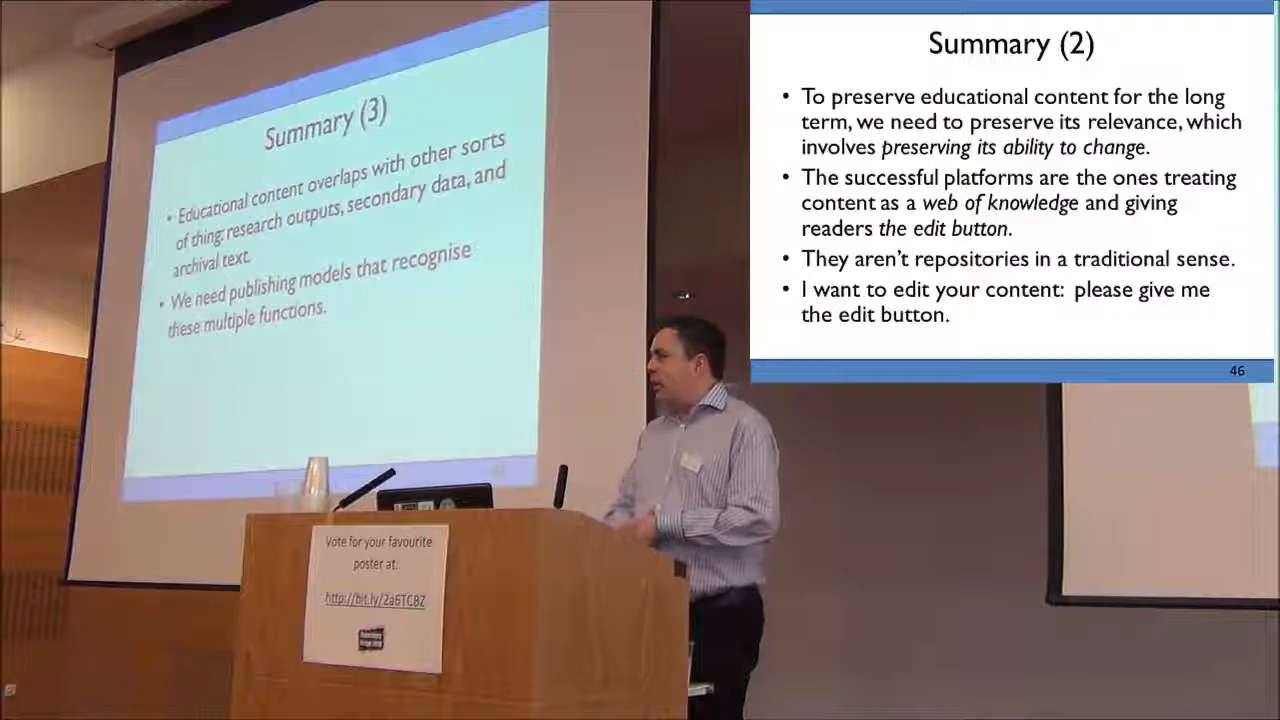 Summary (3)
• Educational content overlaps with other sorts
of thing: research outputs, secondary data, and
archival text.
• We need publishing models that recognise
these multiple functions.
Summary (2)
• To preserve educational content for the long
term, we need to preserve its relevance, which
involves preserving its ability to change.
• The successful platforms are the ones treating
content as a web of knowledge and giving
readers the edit button.
• They aren't repositories in a traditional sense.
• I want to edit your content: please give me
the edit button.
46
Vote for your favourite
poster at:
http://bit.ly/2a6TCBZ